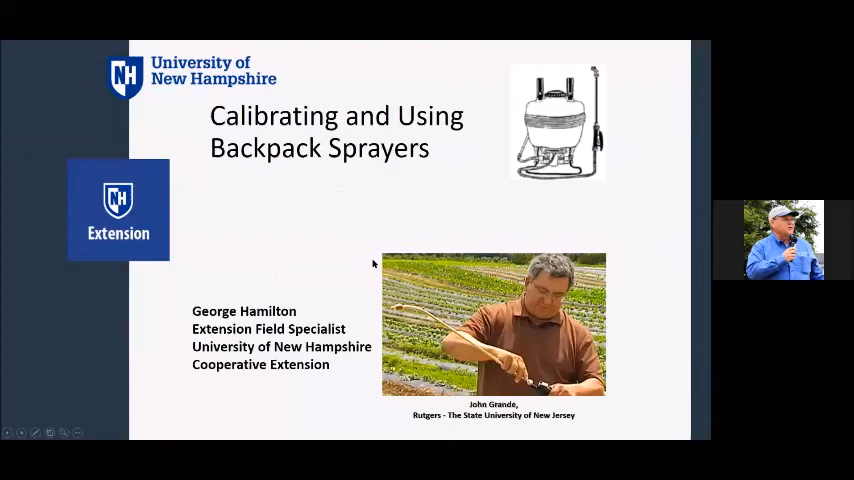 University of
New Hampshire
Calibrating and Using
Backpack Sprayers
NH
Extension
George Hamilton
Extension Field Specialist
University of New Hampshire
Cooperative Extension
John Grande,
Rutgers - The State University of New Jersey